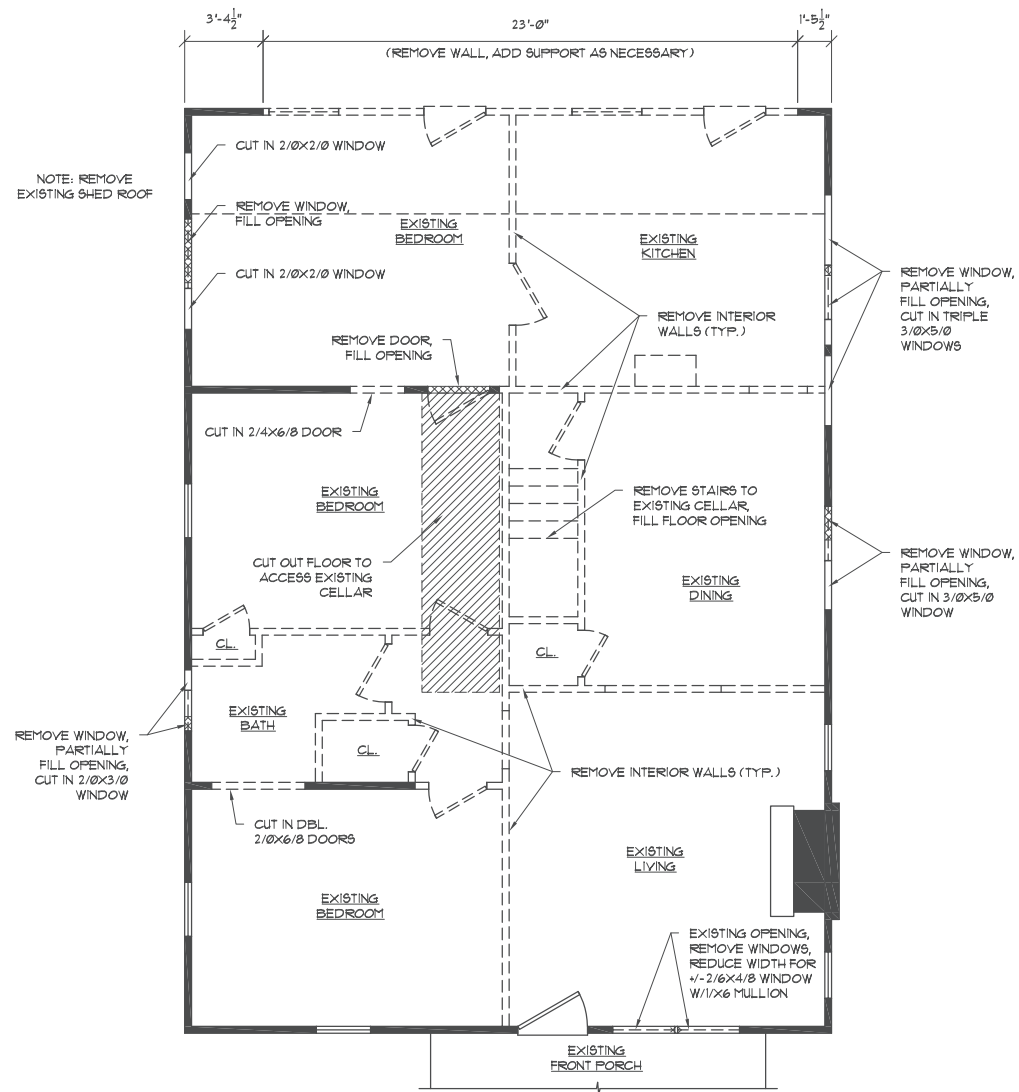 3'-4½"
23'-0"
1'-5½"
(REMOVE WALL, ADD SUPPORT AS NECESSARY)
CUT IN 2/0X2/0 WINDOW
NOTE: REMOVE
EXISTING SHED ROOF
REMOVE WINDOW,
FILL OPENING
EXISTING
BEDROOM
EXISTING
KITCHEN
CUT IN 2/0X2/0 WINDOW
REMOVE WINDOW,
PARTIALLY
FILL OPENING,
CUT IN TRIPLE
3/0X5/0
WINDOWS
REMOVE INTERIOR
WALLS (TYP.)
REMOVE DOOR,
FILL OPENING
CUT IN 2/4X6/8 DOOR
EXISTING
BEDROOM
REMOVE STAIRS TO
EXISTING CELLAR,
FILL FLOOR OPENING
CUT OUT FLOOR TO
ACCESS EXISTING
CELLAR
EXISTING
DINING
REMOVE WINDOW,
PARTIALLY
FILL OPENING,
CUT IN 3/0X5/0
WINDOW
CL.
CL.
EXISTING
BATH
CL.
REMOVE WINDOW,
PARTIALLY
FILL OPENING,
CUT IN 2/0X3/0
WINDOW
REMOVE INTERIOR WALLS (TYP.)
CUT IN DBL.
2/0X6/8 DOORS
EXISTING
LIVING
EXISTING
BEDROOM
EXISTING OPENING,
REMOVE WINDOWS,
REDUCE WIDTH FOR
+/-2/6X4/8 WINDOW
W/1/X6 MULLION
EXISTING
FRONT PORCH